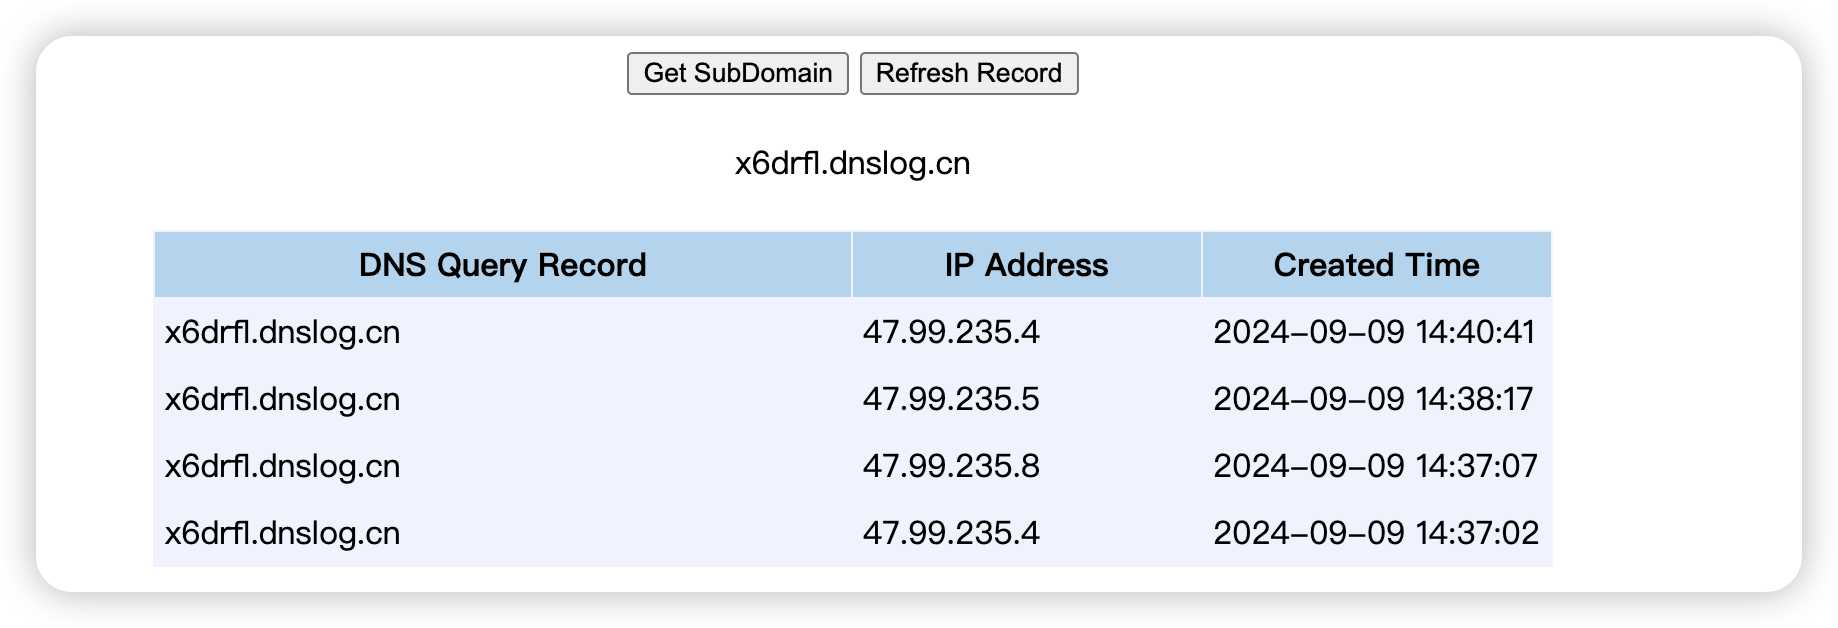 Get SubDomain Refresh Record
x6drfl.dnslog.cn
DNS Query Record IP Address Created Time
x6drfl.dnslog.cn 47.99.235.4 2024-09-09 14:40:41
x6drfl.dnslog.cn 47.99.235.5 2024-09-09 14:38:17
x6drfl.dnslog.cn 47.99.235.8 2024-09-09 14:37:07
x6drfl.dnslog.cn 47.99.235.4 2024-09-09 14:37:02